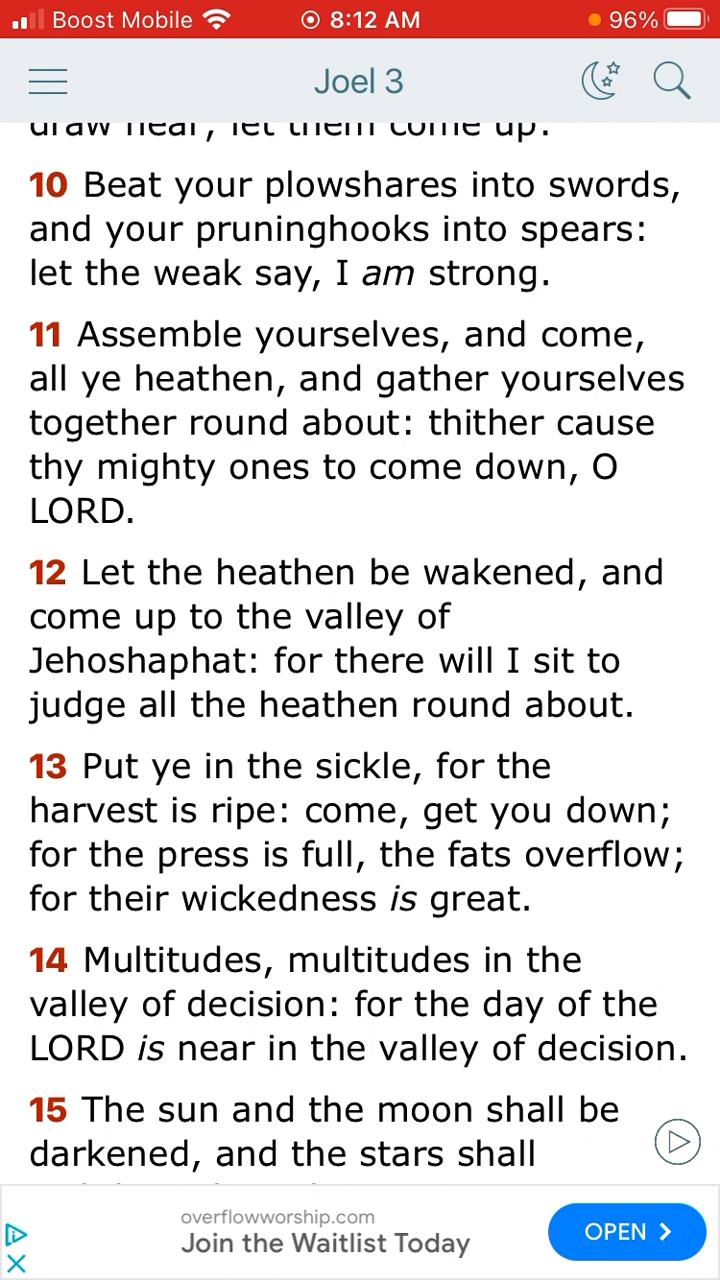 Boost Mobile 8:12 AM 96%
Joel 3
draw near, let them come up:
10 Beat your plowshares into swords,
and your pruninghooks into spears:
let the weak say, I am strong.
11 Assemble yourselves, and come,
all ye heathen, and gather yourselves
together round about: thither cause
thy mighty ones to come down, O
LORD.
12 Let the heathen be wakened, and
come up to the valley of
Jehoshaphat: for there will I sit to
judge all the heathen round about.
13 Put ye in the sickle, for the
harvest is ripe: come, get you down;
for the press is full, the fats overflow;
for their wickedness is great.
14 Multitudes, multitudes in the
valley of decision: for the day of the
LORD is near in the valley of decision.
15 The sun and the moon shall be
darkened, and the stars shall
overflowworship.com
Join the Waitlist Today
OPEN